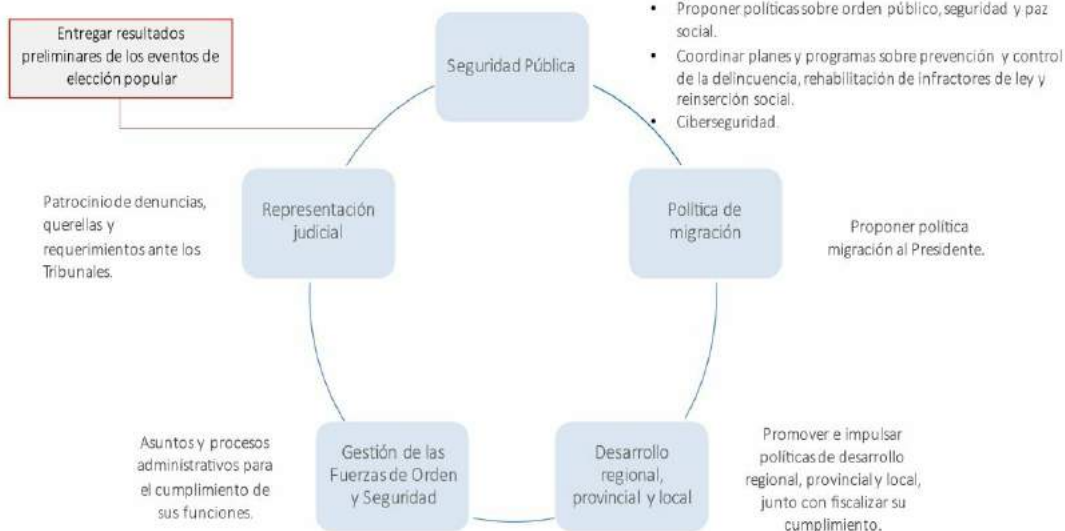 Entregar resultados
preliminares de los eventos de
elección popular
Seguridad Pública
• Proponer políticas sobre orden público, seguridad y paz
social.
• Coordinar planes y programas sobre prevención y control
de la delincuencia, rehabilitación de infractores de ley y
reinserción social.
• Ciberseguridad.
Patrocinio de denuncias,
querellas y
requerimientos ante los
Tribunales.
Representación
judicial
Política de
migración
Proponer política
migración al Presidente.
Asuntos y procesos
administrativos para
el cumplimiento de
sus funciones.
Gestión de las
Fuerzas de Orden
y Seguridad
Desarrollo
regional,
provincial y local
Promover e impulsar
políticas de desarrollo
regional, provincial y local,
junto con fiscalizar su
cumplimiento.